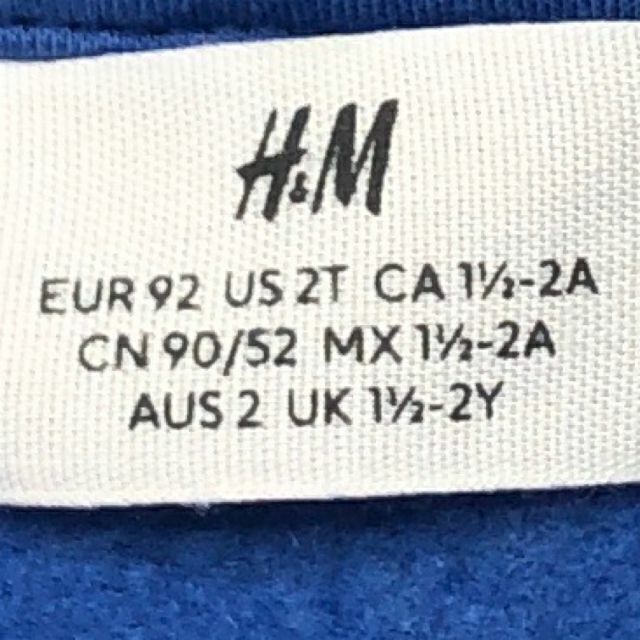 H&M
EUR 92 US 2T CA 1½-2A
CN 90/52 MX 1½-2A
AUS 2 UK 1½-2Y